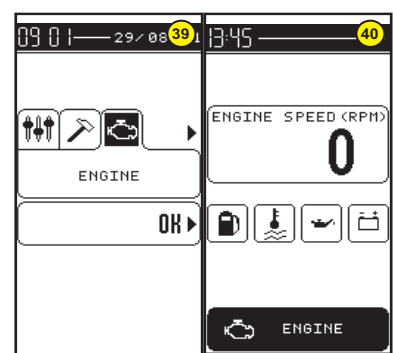 09 01 29/08
39
ENGINE
OK
13:45
40
ENGINE SPEED (RPM)
0
ENGINE